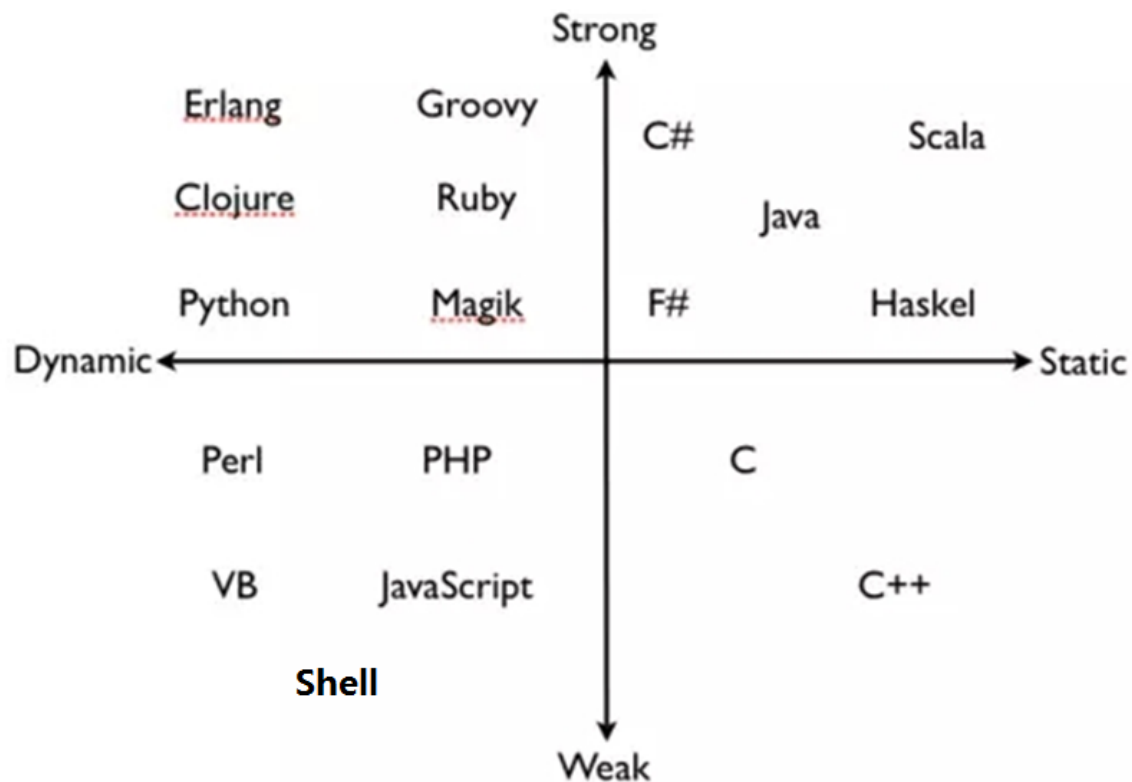 Strong
Erlang Groovy
C# Scala
Clojure Ruby
Java
Python Magik F# Haskel
Dynamic Static
Perl PHP C
VB JavaScript C++
Shell
Weak